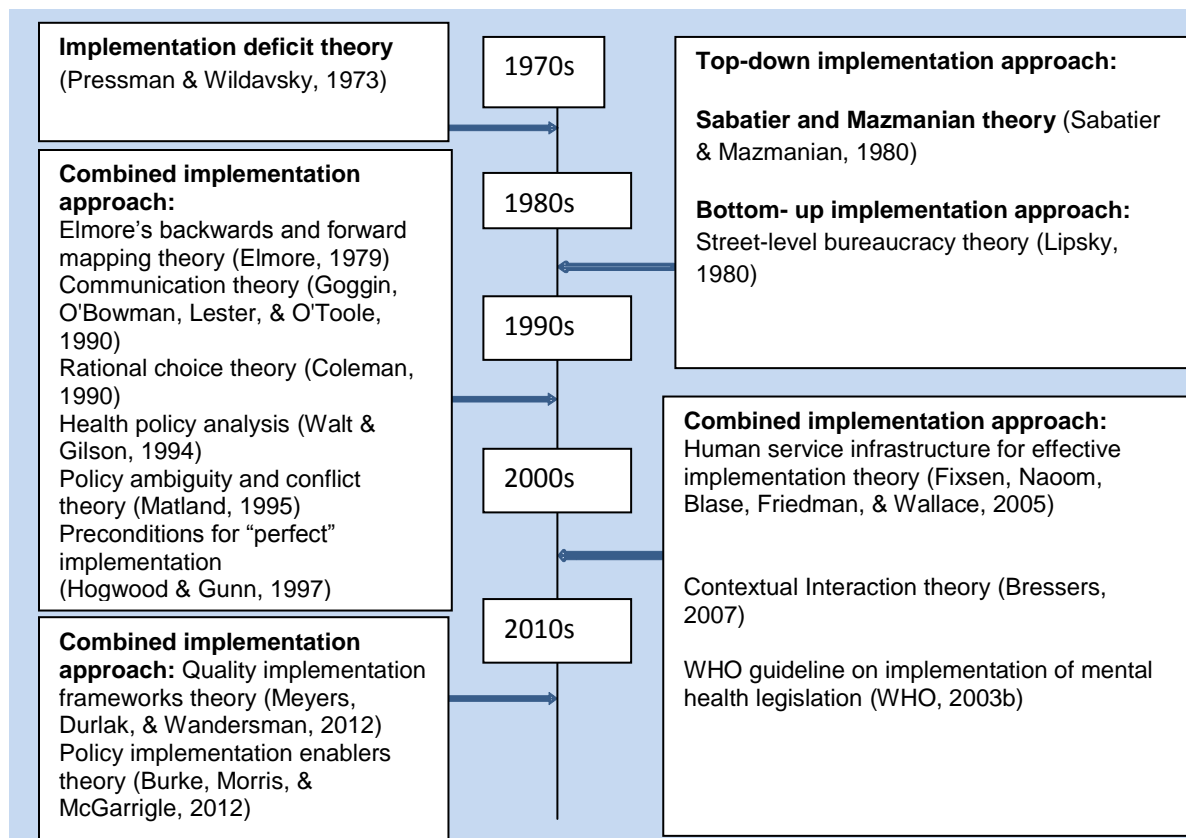 Implementation deficit theory
(Pressman & Wildavsky, 1973)
1970s
Top-down implementation approach:
Sabatier and Mazmanian theory (Sabatier
& Mazmanian, 1980)
Bottom- up implementation approach:
Street-level bureaucracy theory (Lipsky,
1980)
Combined implementation
approach:
Elmore's backwards and forward
mapping theory (Elmore, 1979)
Communication theory (Goggin,
O'Bowman, Lester, & O'Toole,
1990)
Rational choice theory (Coleman,
1990)
Health policy analysis (Walt &
Gilson, 1994)
Policy ambiguity and conflict
theory (Matland, 1995)
Preconditions for “perfect”
implementation
(Hogwood & Gunn, 1997)
1980s
1990s
2000s
Combined implementation approach:
Human service infrastructure for effective
implementation theory (Fixsen, Naoom,
Blase, Friedman, & Wallace, 2005)
Contextual Interaction theory (Bressers,
2007)
WHO guideline on implementation of mental
health legislation (WHO, 2003b)
2010s
Combined implementation
approach: Quality implementation
frameworks theory (Meyers,
Durlak, & Wandersman, 2012)
Policy implementation enablers
theory (Burke, Morris, &
McGarrigle, 2012)